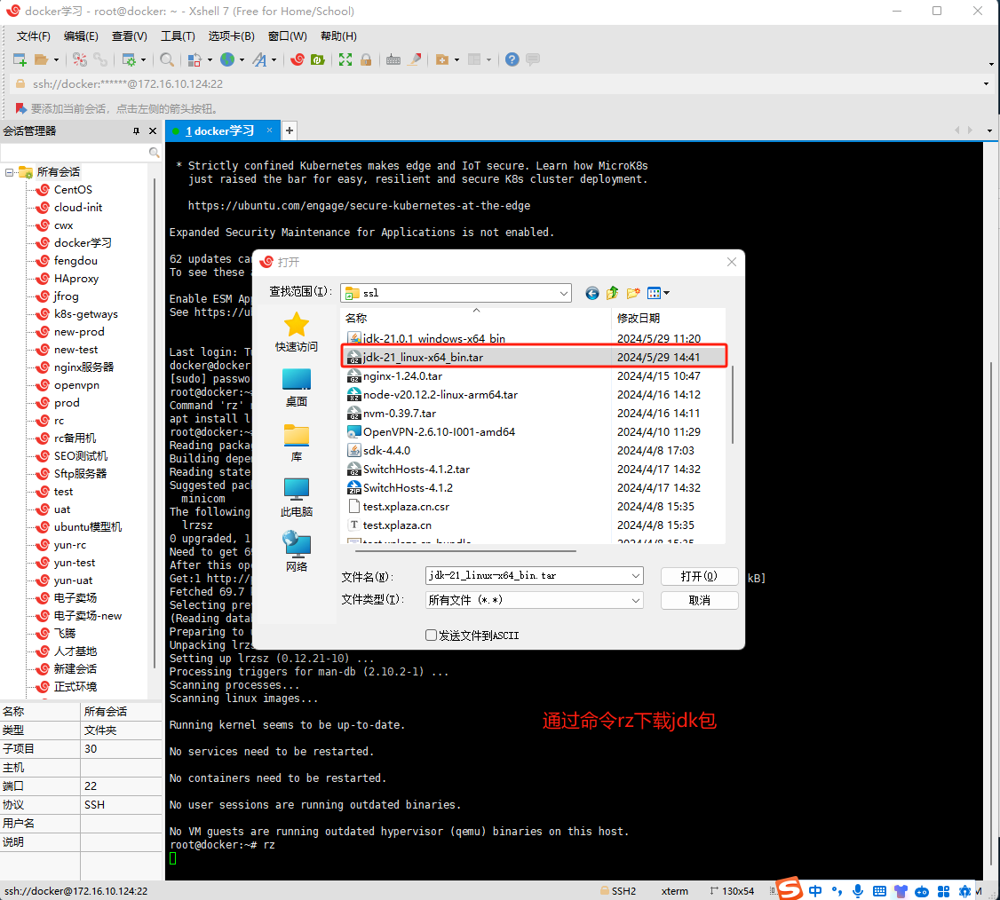 docker学习 - root@docker: ~ - Xshell 7 (Free for Home/School)
文件(F) 编辑(E) 查看(V) 工具(T) 选项卡(B) 窗口(W) 帮助(H)
ssh://docker:******@172.16.10.124:22
要添加当前会话，点击左侧的箭头按钮。
会话管理器
1 docker学习
所有会话
CentOS
cloud-init
cwx
docker学习
fengdou
HAproxy
jfrog
k8s-getways
new-prod
new-test
nginx服务器
openvpn
prod
rc
rc备用机
SEO测试机
Sftp服务器
test
uat
ubuntu模型机
yun-rc
yun-test
yun-uat
电子卖场
电子卖场-new
飞腾
人才基地
新建会话
正式环境
名称 所有会话
类型 文件夹
子项目 30
主机
端口 22
协议 SSH
用户名
说明
* Strictly confined Kubernetes makes edge and IoT secure. Learn how MicroK8s
just raised the bar for easy, resilient and secure K8s cluster deployment.
https://ubuntu.com/engage/secure-kubernetes-at-the-edge
Expanded Security Maintenance for Applications is not enabled.
62 updates ca
To see these
Enable ESM Ap
See https://u
Last login: T
docker@docker
[sudo] passwo
root@docker:~
Command 'rz'
apt install l
root@docker:~
Reading packa
Building depe
Reading state
Suggested pac
minicom
The following
lrzsz
0 upgraded, 1
Need to get 6
After this op
Get:1 http:// kB]
Fetched 69.7
Selecting pre
(Reading data
Preparing to
Unpacking lrz
Setting up lrzsz (0.12.21-10) ...
Processing triggers for man-db (2.10.2-1) ...
Scanning processes...
Scanning linux images...
Running kernel seems to be up-to-date.
No services need to be restarted.
No containers need to be restarted.
No user sessions are running outdated binaries.
No VM guests are running outdated hypervisor (qemu) binaries on this host.
root@docker:~# rz
打开
查找范围(I): ssl
快速访问
桌面
库
此电脑
网络
名称 修改日期
jdk-21.0.1_windows-x64_bin 2024/5/29 11:20
jdk-21_linux-x64_bin.tar 2024/5/29 14:41
nginx-1.24.0.tar 2024/4/15 10:47
node-v20.12.2-linux-arm64.tar 2024/4/16 14:12
nvm-0.39.7.tar 2024/4/16 14:11
OpenVPN-2.6.10-I001-amd64 2024/4/10 11:29
sdk-4.4.0 2024/4/8 17:03
SwitchHosts-4.1.2.tar 2024/4/17 14:32
SwitchHosts-4.1.2 2024/4/17 14:32
test.xplaza.cn.csr 2024/4/8 15:35
test.xplaza.cn 2024/4/8 15:35
test.xplaza.cn_bundle 2024/4/8 15:35
文件名(N): jdk-21_linux-x64_bin.tar 打开(O)
文件类型(T): 所有文件 (*.*) 取消
发送文件到ASCII
通过命令rz下载jdk包
ssh://docker@172.16.10.124:22 SSH2 xterm 130x54
中